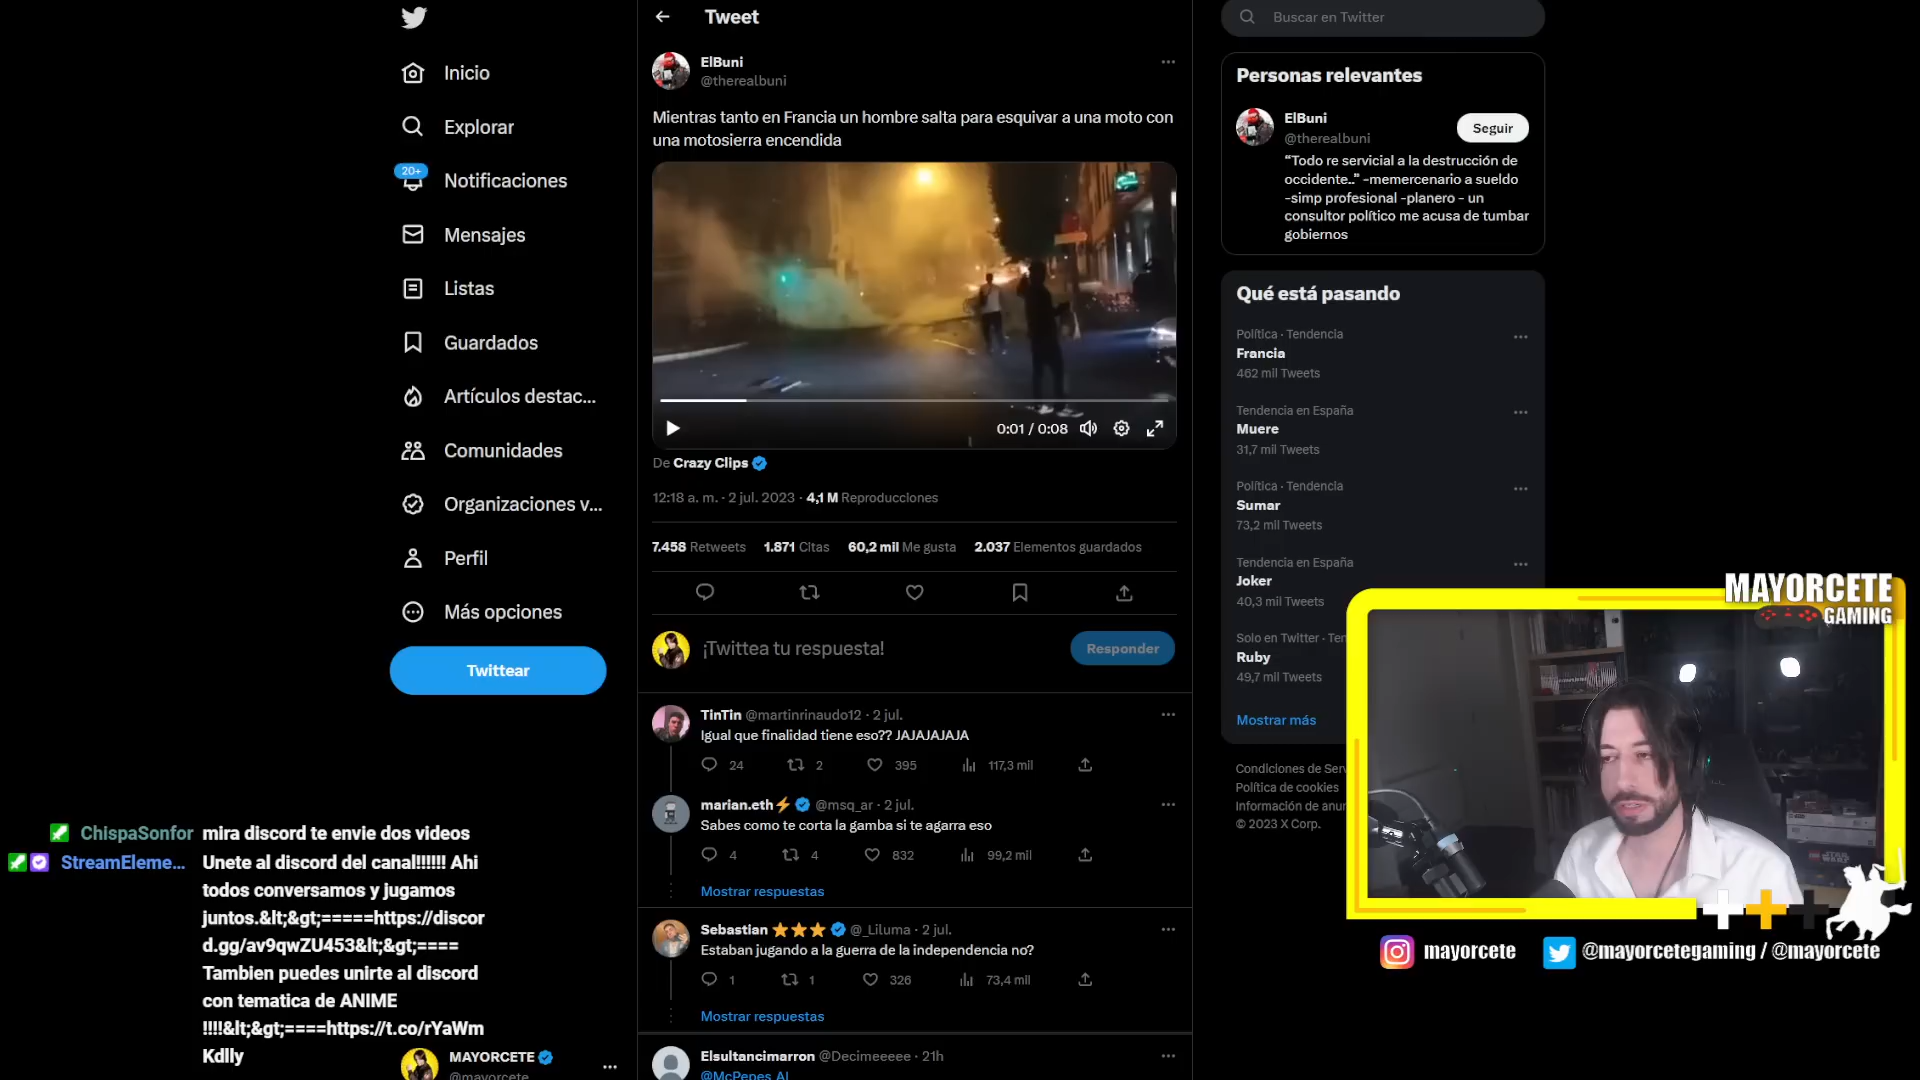 Inicio
Explorar
20+
Notificaciones
Mensajes
Listas
Guardados
Artículos destac...
Comunidades
Organizaciones v...
Perfil
Más opciones
Twittear
ChispaSonfor mira discord te envie dos videos
StreamEleme... Unete al discord del canal!!!!!! Ahi
todos conversamos y jugamos
juntos.&lt;&gt;=====https://discor
d.gg/av9qwZU453&lt;&gt;====
Tambien puedes unirte al discord
con tematica de ANIME
!!!!&lt;&gt;====https://t.co/rYaWm
Kdlly
MAYORCETE
@mayorcete
Tweet
ElBuni
@therealbuni
Mientras tanto en Francia un hombre salta para esquivar a una moto con
una motosierra encendida
0:01 / 0:08
De Crazy Clips
12:18 a. m. · 2 jul. 2023 · 4,1 M Reproducciones
7.458 Retweets 1.871 Citas 60,2 mil Me gusta 2.037 Elementos guardados
¡Twittea tu respuesta!
Responder
TinTin @martinrinaudo12 · 2 jul.
Igual que finalidad tiene eso?? JAJAJAJAJA
24 2 395 117,3 mil
marian.eth⚡ @msq_ar · 2 jul.
Sabes como te corta la gamba si te agarra eso
4 4 832 99,2 mil
Mostrar respuestas
Sebastian ⭐⭐⭐ @_Liluma · 2 jul.
Estaban jugando a la guerra de la independencia no?
1 1 326 73,4 mil
Mostrar respuestas
Elsultancimarron @Decimeeeee · 21h
@McPepes_AL
Buscar en Twitter
Personas relevantes
ElBuni
@therealbuni
Seguir
“Todo re servicial a la destrucción de
occidente..” -memercenario a sueldo
-simp profesional -planero - un
consultor político me acusa de tumbar
gobiernos
Qué está pasando
Política · Tendencia
Francia
462 mil Tweets
Tendencia en España
Muere
31,7 mil Tweets
Política · Tendencia
Sumar
73,2 mil Tweets
Tendencia en España
Joker
40,3 mil Tweets
Solo en Twitter · Ten
Ruby
49,7 mil Tweets
Mostrar más
Condiciones de Serv
Política de cookies
Información de anun
© 2023 X Corp.
MAYORCETE
GAMING
STAR
WARS
mayorcete
@mayorcetegaming / @mayorcete